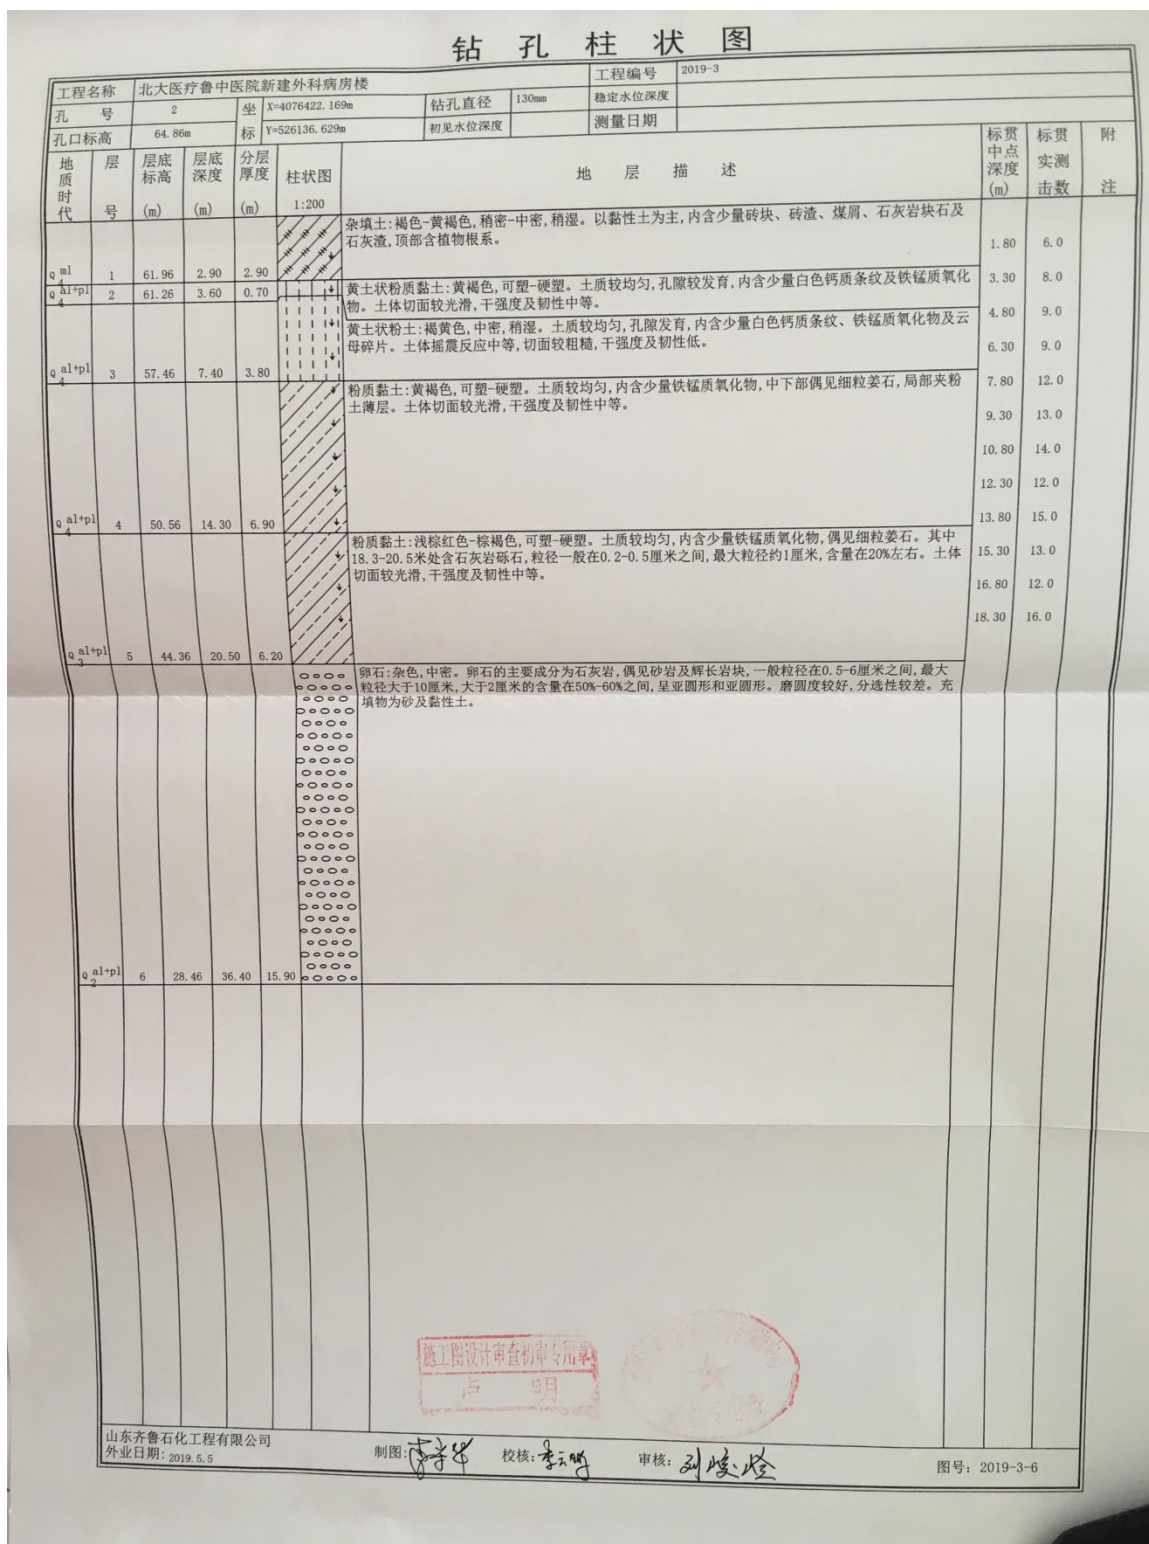 钻孔柱状图
工程名称 北大医疗鲁中医院新建外科病房楼 工程编号 2019-3
孔号 2 坐标 X=4076422.169m 钻孔直径 130mm 稳定水位深度
孔口标高 64.86m Y=526136.629m 初见水位深度 测量日期
地质时代 层号 层底标高(m) 层底深度(m) 分层厚度(m) 柱状图 1:200 地层描述 标贯中点深度(m) 标贯实测击数 附注
杂填土:褐色-黄褐色,稍密-中密,稍湿。以黏性土为主,内含少量砖块、砖渣、煤屑、石灰岩块石及
石灰渣,顶部含植物根系。
1.80 6.0
Q4 ml 1 61.96 2.90 2.90
黄土状粉质黏土:黄褐色,可塑-硬塑。土质较均匀,孔隙较发育,内含少量白色钙质条纹及铁锰质氧化
物。土体切面较光滑,干强度及韧性中等。
3.30 8.0
Q4 al+pl 2 61.26 3.60 0.70
黄土状粉土:褐黄色,中密,稍湿。土质较均匀,孔隙发育,内含少量白色钙质条纹、铁锰质氧化物及云
母碎片。土体摇震反应中等,切面较粗糙,干强度及韧性低。
4.80 9.0
6.30 9.0
Q4 al+pl 3 57.46 7.40 3.80
粉质黏土:黄褐色,可塑-硬塑。土质较均匀,内含少量铁锰质氧化物,中下部偶见细粒姜石,局部夹粉
土薄层。土体切面较光滑,干强度及韧性中等。
7.80 12.0
9.30 13.0
10.80 14.0
12.30 12.0
13.80 15.0
Q4 al+pl 4 50.56 14.30 6.90
粉质黏土:浅棕红色-棕褐色,可塑-硬塑。土质较均匀,内含少量铁锰质氧化物,偶见细粒姜石。其中
18.3-20.5米处含石灰岩砾石,粒径一般在0.2-0.5厘米之间,最大粒径约1厘米,含量在20%左右。土体
切面较光滑,干强度及韧性中等。
15.30 13.0
16.80 12.0
18.30 16.0
Q3 al+pl 5 44.36 20.50 6.20
卵石:杂色,中密。卵石的主要成分为石灰岩,偶见砂岩及辉长岩块,一般粒径在0.5-6厘米之间,最大
粒径大于10厘米,大于2厘米的含量在50%-60%之间,呈亚圆形和亚圆形。磨圆度较好,分选性较差。充
填物为砂及黏性土。
Q2 al+pl 6 28.46 36.40 15.90
施工图设计审查初审专用章
卢明
山东齐鲁石化工程有限公司
外业日期:2019.5.5 制图: 校核:李云鹏 审核:刘峻岭 图号:2019-3-6